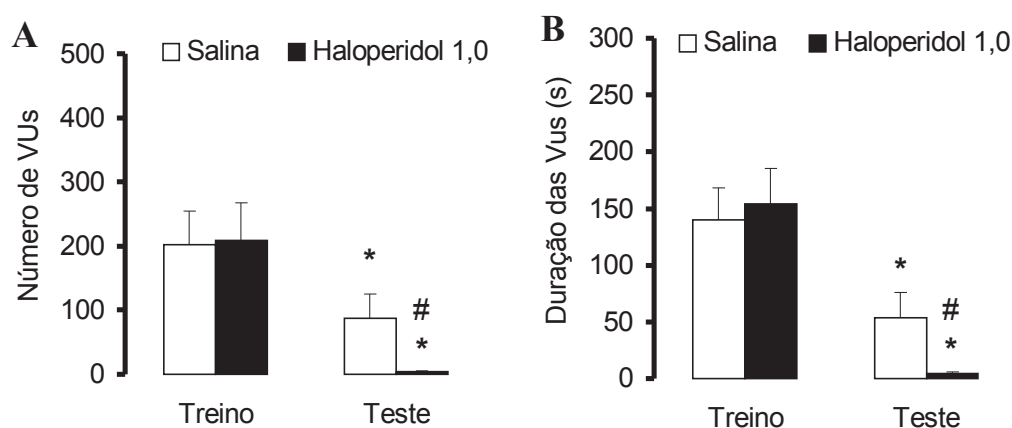 A
Salina Haloperidol 1,0
Número de VUs
500
400
300
200
100
0
*
#
*
Treino Teste
B
Salina Haloperidol 1,0
Duração das Vus (s)
300
250
200
150
100
50
0
*
#
*
Treino Teste